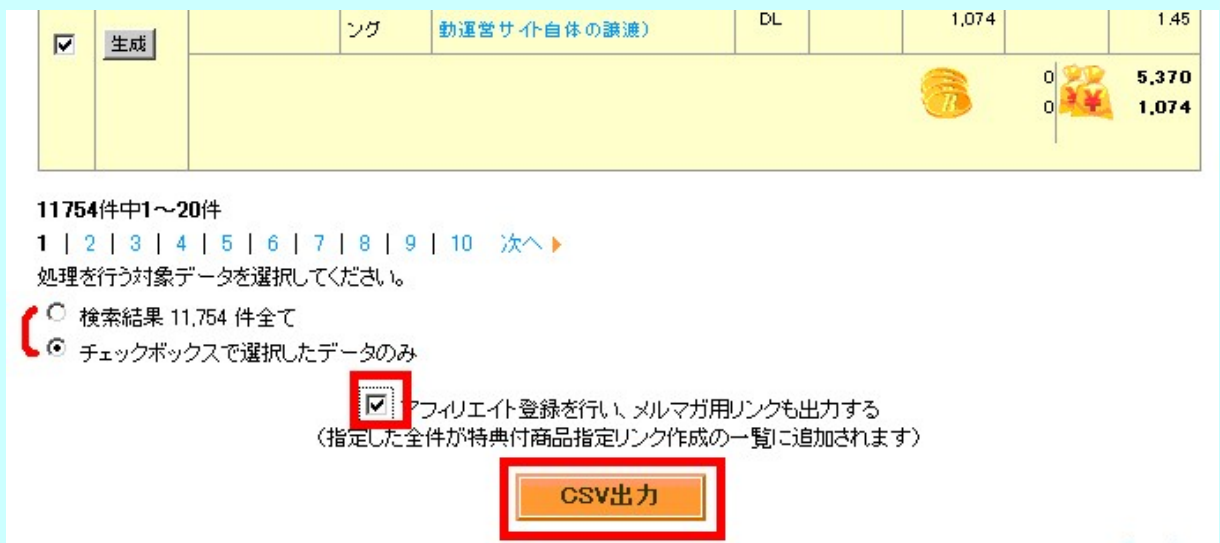 ング 動運営サイト自体の譲渡） DL 1,074 1.45
生成
0 5,370
0 1,074
11754件中1～20件
1 | 2 | 3 | 4 | 5 | 6 | 7 | 8 | 9 | 10 次へ
処理を行う対象データを選択してください。
検索結果 11,754 件全て
チェックボックスで選択したデータのみ
アフィリエイト登録を行い、メルマガ用リンクも出力する
（指定した全件が特典付商品指定リンク作成の一覧に追加されます）
CSV出力